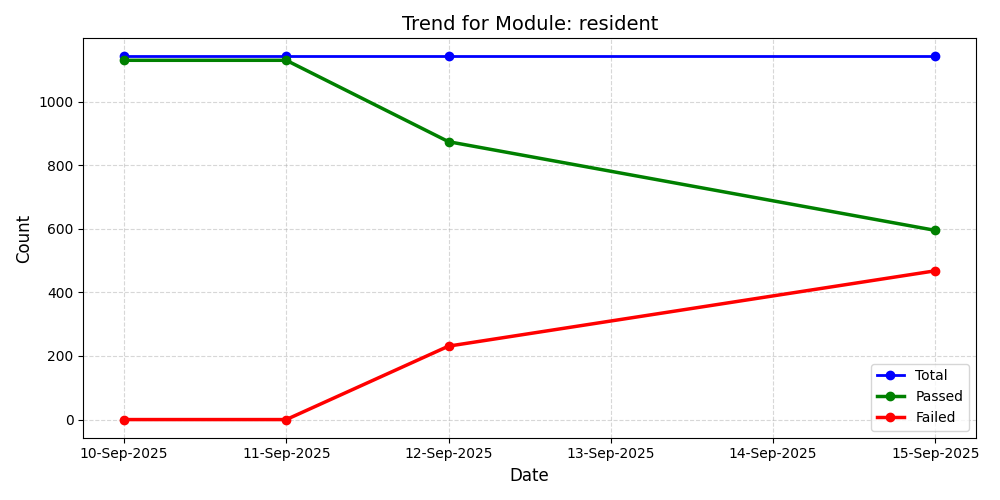 Trend for Module: resident
Count
1000
800
600
400
200
0
Total
Passed
Failed
10-Sep-2025
11-Sep-2025
12-Sep-2025
13-Sep-2025
14-Sep-2025
15-Sep-2025
Date